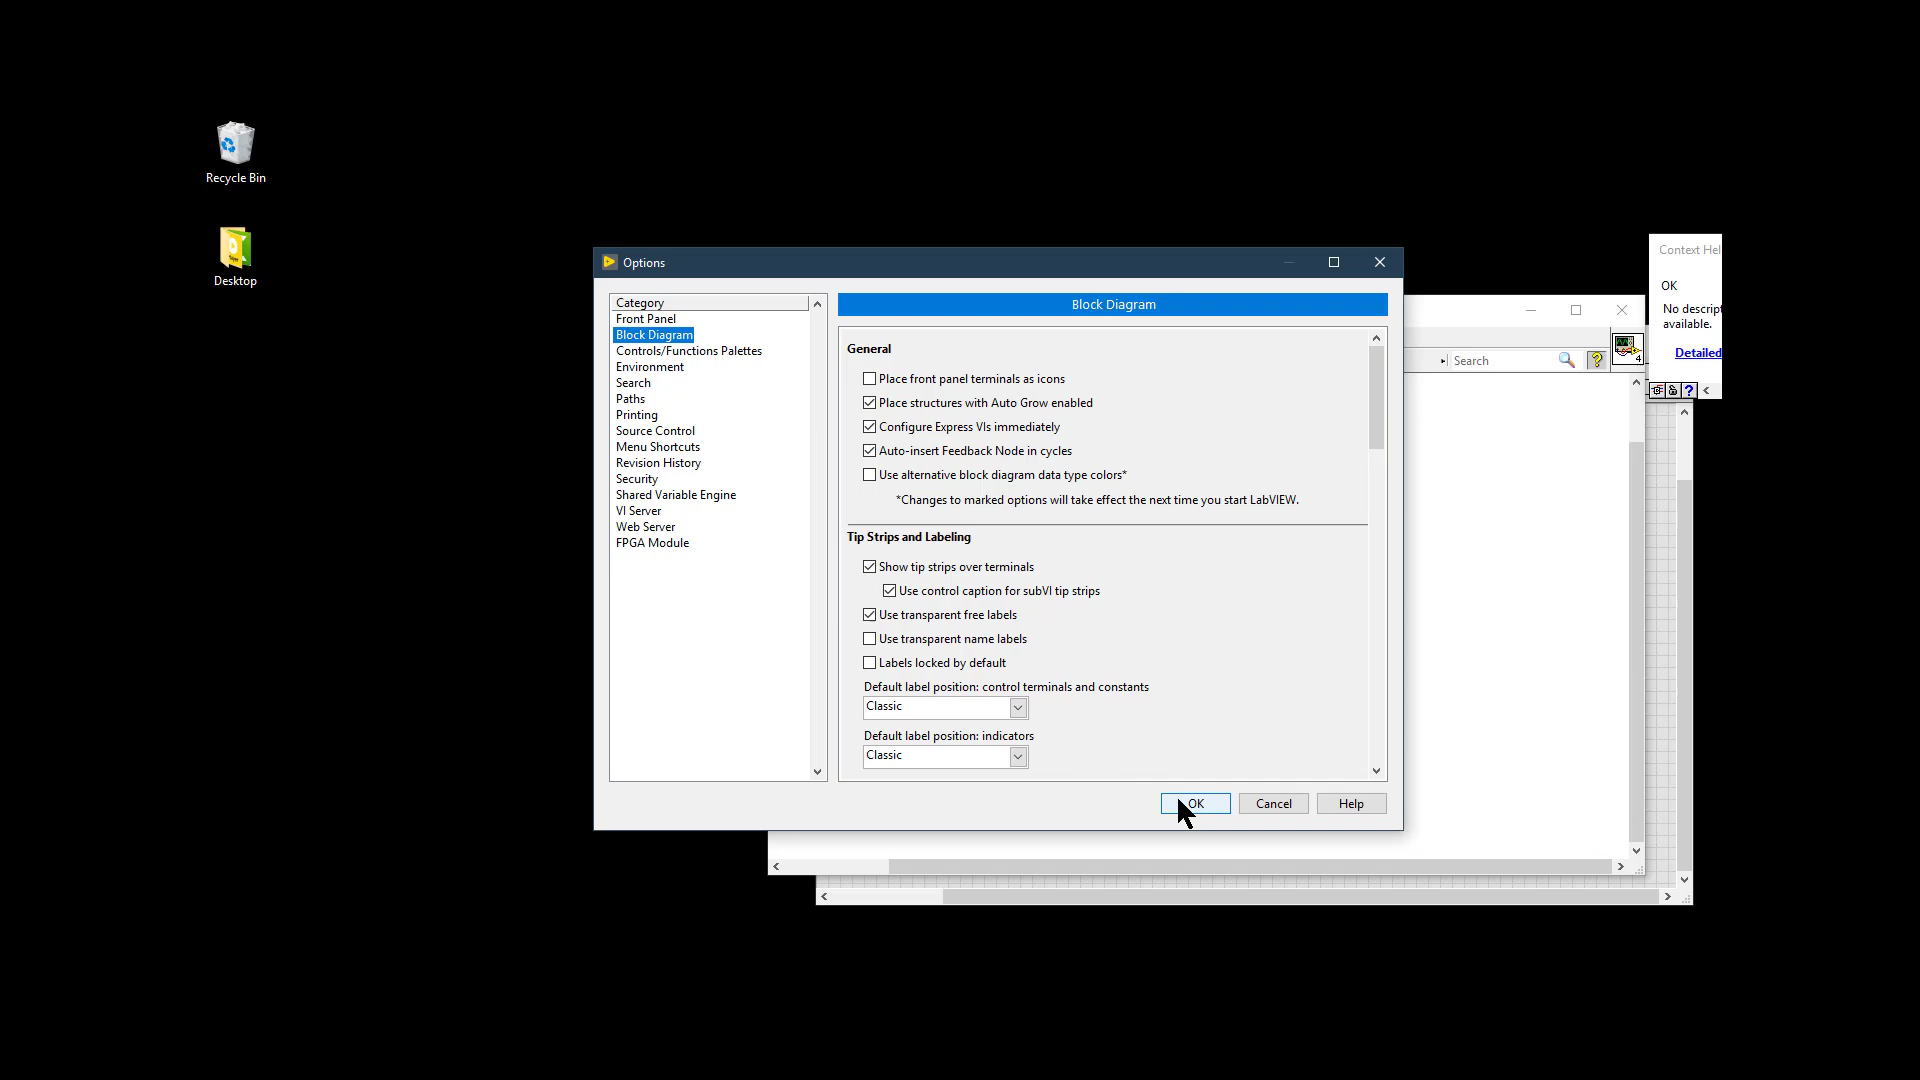 Recycle Bin
Desktop
Options
Category
Front Panel
Block Diagram
Controls/Functions Palettes
Environment
Search
Paths
Printing
Source Control
Menu Shortcuts
Revision History
Security
Shared Variable Engine
VI Server
Web Server
FPGA Module
Block Diagram
General
Place front panel terminals as icons
Place structures with Auto Grow enabled
Configure Express VIs immediately
Auto-insert Feedback Node in cycles
Use alternative block diagram data type colors*
*Changes to marked options will take effect the next time you start LabVIEW.
Tip Strips and Labeling
Show tip strips over terminals
Use control caption for subVI tip strips
Use transparent free labels
Use transparent name labels
Labels locked by default
Default label position: control terminals and constants
Classic
Default label position: indicators
Classic
OK
Cancel
Help
Search
?
4
Context Hel
OK
No descript
available.
Detailed
?